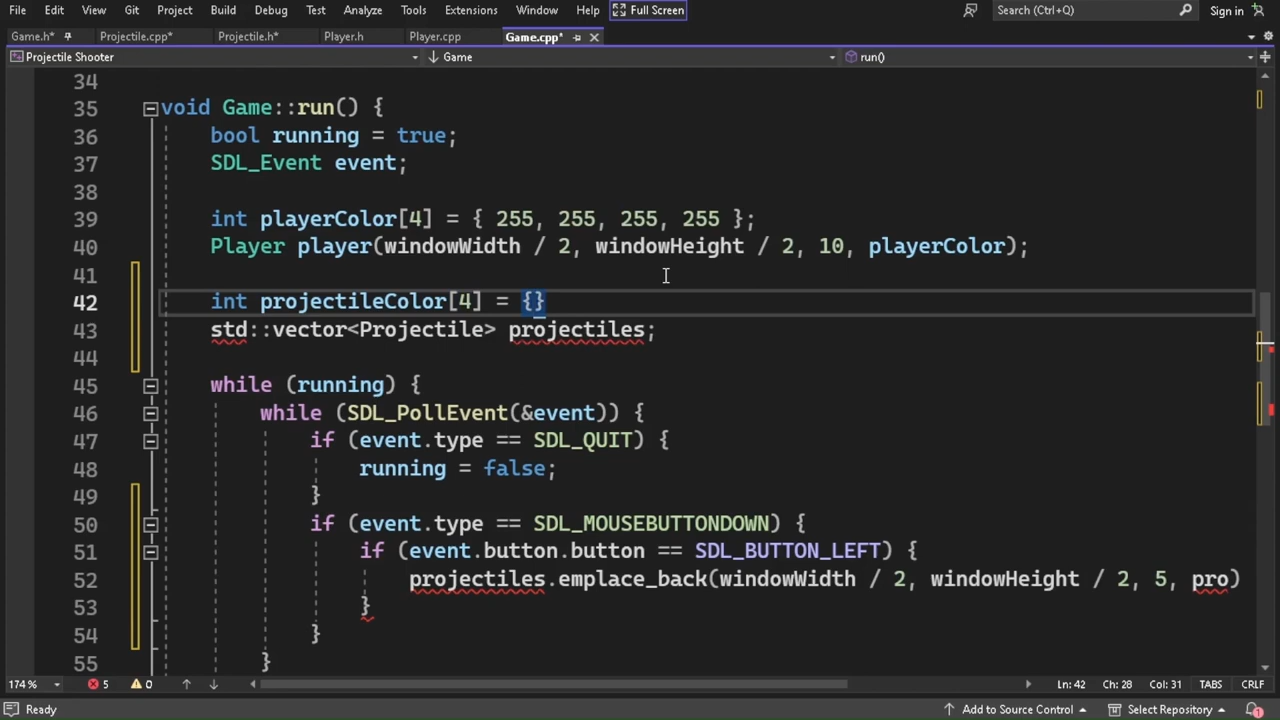 File Edit View Git Project Build Debug Test Analyze Tools Extensions Window Help Full Screen Search (Ctrl+Q) Sign in
Game.h* Projectile.cpp* Projectile.h* Player.h Player.cpp Game.cpp*
Projectile Shooter Game run()
34
35 void Game::run() {
36 bool running = true;
37 SDL_Event event;
38
39 int playerColor[4] = { 255, 255, 255, 255 };
40 Player player(windowWidth / 2, windowHeight / 2, 10, playerColor);
41
42 int projectileColor[4] = {}
43 std::vector<Projectile> projectiles;
44
45 while (running) {
46 while (SDL_PollEvent(&event)) {
47 if (event.type == SDL_QUIT) {
48 running = false;
49 }
50 if (event.type == SDL_MOUSEBUTTONDOWN) {
51 if (event.button.button == SDL_BUTTON_LEFT) {
52 projectiles.emplace_back(windowWidth / 2, windowHeight / 2, 5, pro)
53 }
54 }
55 }
174 % 5 0 Ln: 42 Ch: 28 Col: 31 TABS CRLF
Ready Add to Source Control Select Repository 1